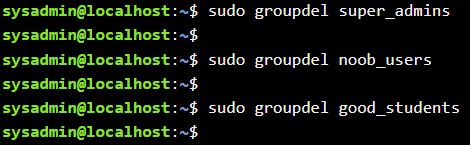 sysadmin@localhost:~$ sudo groupdel super_admins
sysadmin@localhost:~$
sysadmin@localhost:~$ sudo groupdel noob_users
sysadmin@localhost:~$
sysadmin@localhost:~$ sudo groupdel good_students
sysadmin@localhost:~$